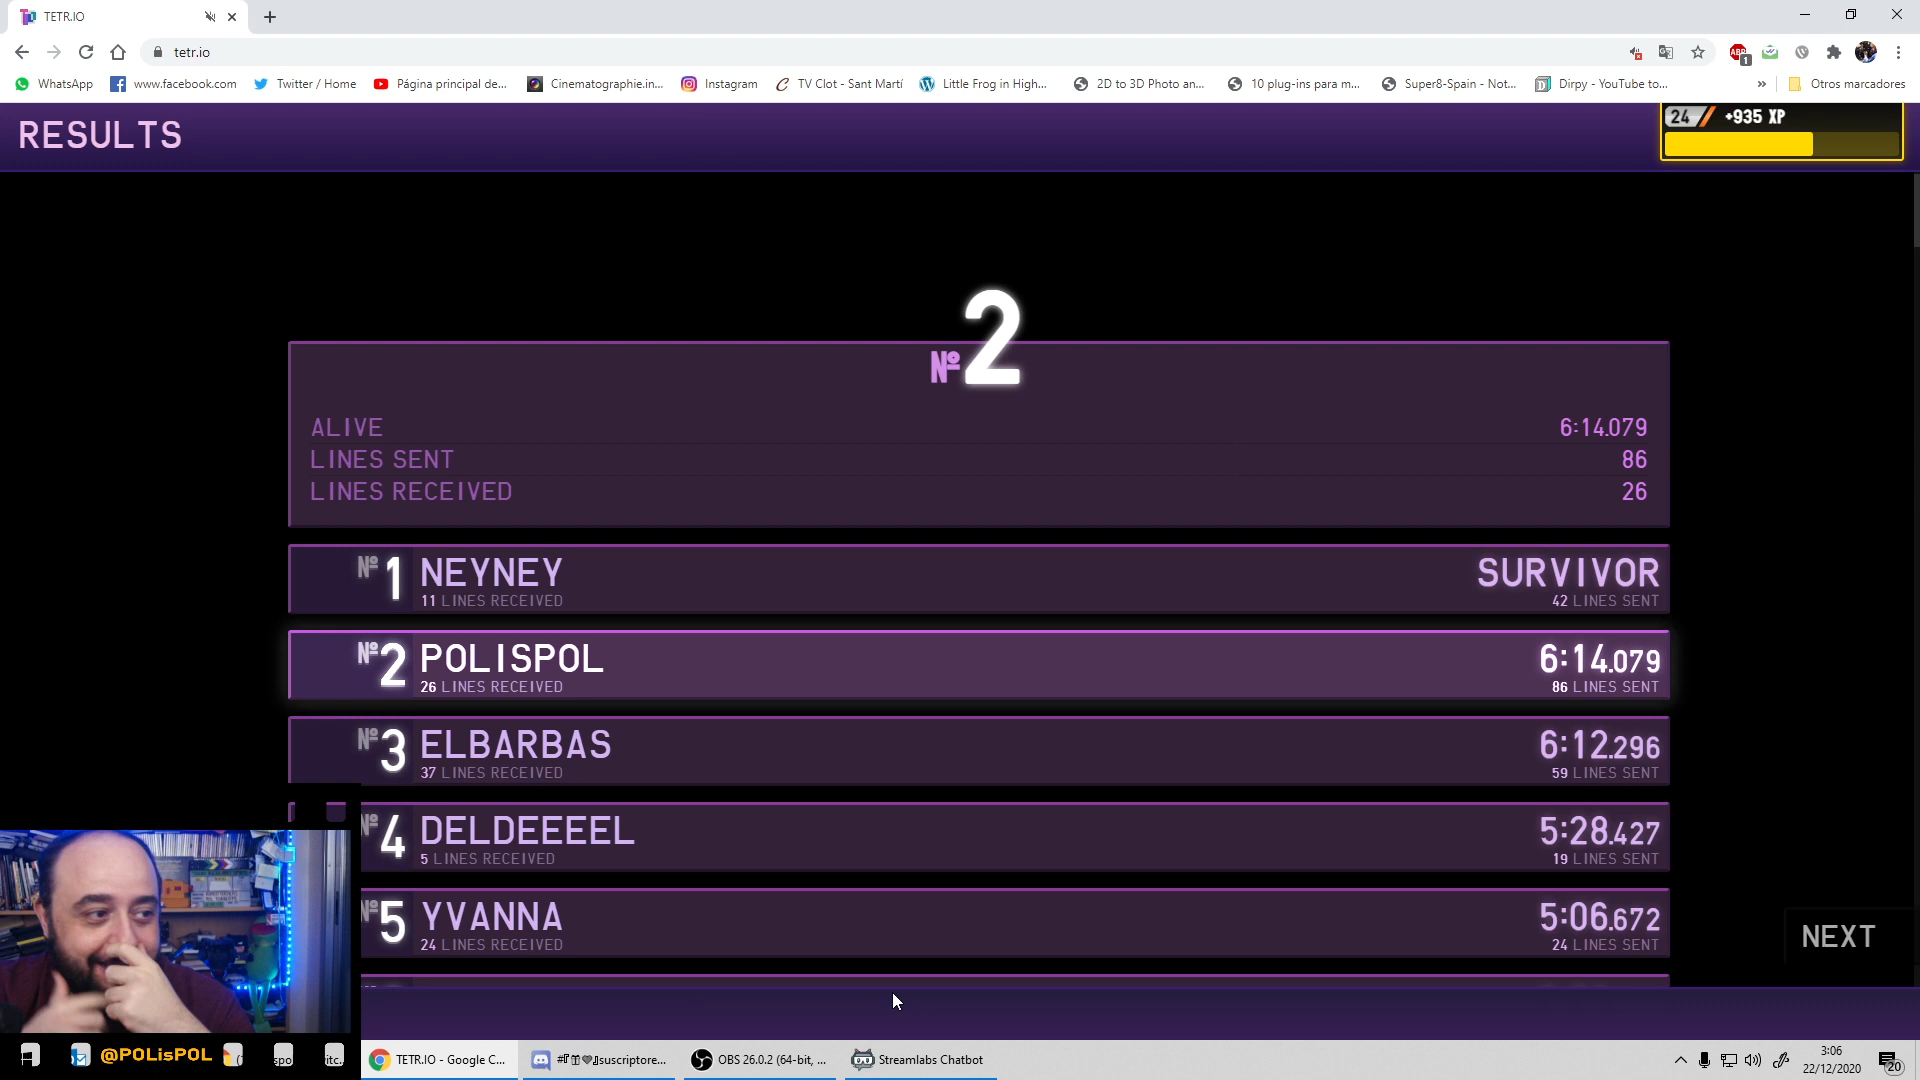 TETR.IO
tetr.io
WhatsApp
www.facebook.com
Twitter / Home
Página principal de...
Cinematographie.in...
Instagram
TV Clot - Sant Martí
Little Frog in High...
2D to 3D Photo an...
10 plug-ins para m...
Super8-Spain - Not...
Dirpy - YouTube to...
Otros marcadores
RESULTS
24 +935 XP
Nº2
ALIVE 6:14.079
LINES SENT 86
LINES RECEIVED 26
Nº1 NEYNEY SURVIVOR
11 LINES RECEIVED 42 LINES SENT
Nº2 POLISPOL 6:14.079
26 LINES RECEIVED 86 LINES SENT
Nº3 ELBARBAS 6:12.296
37 LINES RECEIVED 59 LINES SENT
Nº4 DELDEEEEL 5:28.427
5 LINES RECEIVED 19 LINES SENT
Nº5 YVANNA 5:06.672
24 LINES RECEIVED 24 LINES SENT
NEXT
@POLisPOL
TETR.IO - Google C...
OBS 26.0.2 (64-bit, ...
Streamlabs Chatbot
3:06
22/12/2020
20